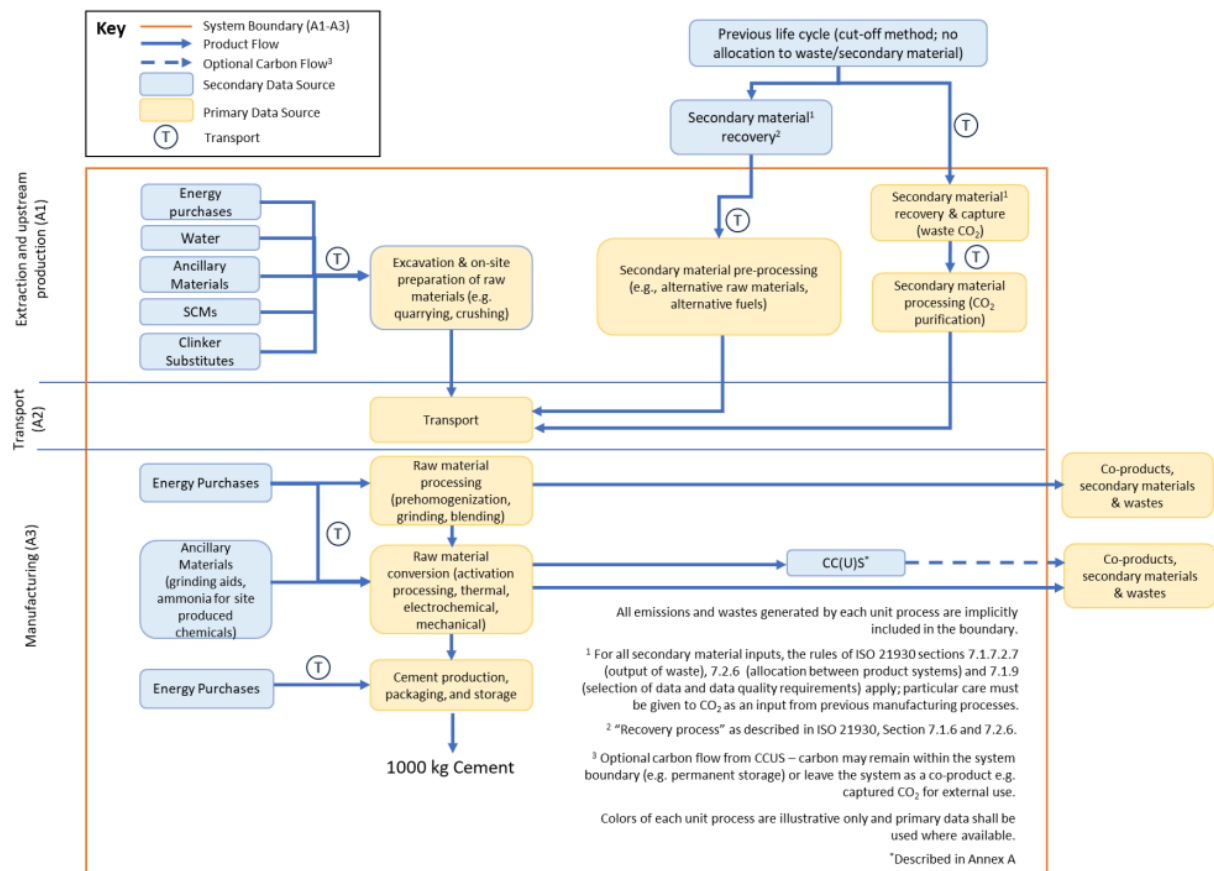 Key
System Boundary (A1-A3)
Product Flow
Optional Carbon Flow³
Secondary Data Source
Primary Data Source
T
Transport
Previous life cycle (cut-off method; no
allocation to waste/secondary material)
Secondary material¹
recovery²
T
Extraction and upstream
production (A1)
Energy
purchases
Water
Ancillary
Materials
SCMs
Clinker
Substitutes
T
Excavation & on-site
preparation of raw
materials (e.g.
quarrying, crushing)
T
Secondary material pre-processing
(e.g., alternative raw materials,
alternative fuels)
Secondary material¹
recovery & capture
(waste CO₂)
T
Secondary material
processing (CO₂
purification)
Transport
(A2)
Transport
Manufacturing (A3)
Energy Purchases
T
Raw material
processing
(prehomogenization,
grinding, blending)
Co-products,
secondary materials
& wastes
Ancillary
Materials
(grinding aids,
ammonia for site
produced
chemicals)
Raw material
conversion (activation
processing, thermal,
electrochemical,
mechanical)
CC(U)S*
Co-products,
secondary materials
& wastes
Energy Purchases
T
Cement production,
packaging, and storage
1000 kg Cement
All emissions and wastes generated by each unit process are implicitly
included in the boundary.
¹ For all secondary material inputs, the rules of ISO 21930 sections 7.1.7.2.7
(output of waste), 7.2.6 (allocation between product systems) and 7.1.9
(selection of data and data quality requirements) apply; particular care must
be given to CO₂ as an input from previous manufacturing processes.
² “Recovery process” as described in ISO 21930, Section 7.1.6 and 7.2.6.
³ Optional carbon flow from CCUS – carbon may remain within the system
boundary (e.g. permanent storage) or leave the system as a co-product e.g.
captured CO₂ for external use.
Colors of each unit process are illustrative only and primary data shall be
used where available.
*Described in Annex A